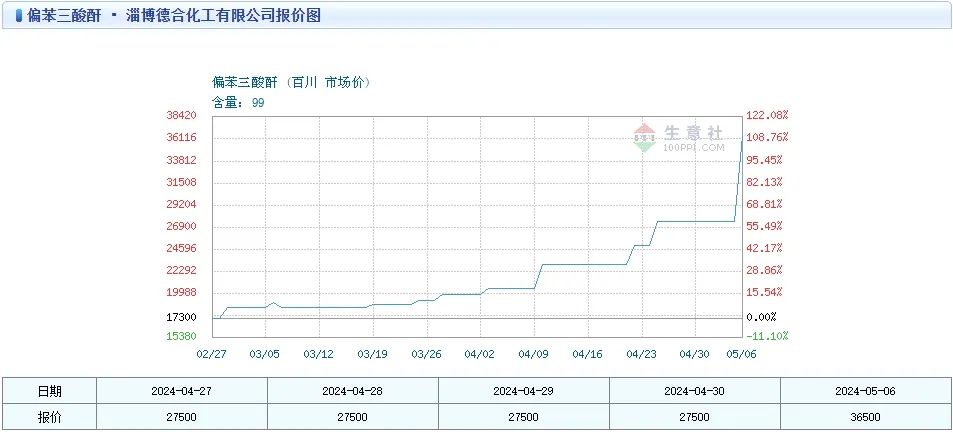 偏苯三酸酐 · 淄博德合化工有限公司报价图
偏苯三酸酐 (百川 市场价)
含量: 99
38420 122.08%
36116 108.76%
33812 95.45%
31508 82.13%
29204 68.81%
26900 55.49%
24596 42.17%
22292 28.86%
19988 15.54%
17300 0.00%
15380 -11.10%
生意社
100PPI.COM
02/27 03/05 03/12 03/19 03/26 04/02 04/09 04/16 04/23 04/30 05/06
日期 2024-04-27 2024-04-28 2024-04-29 2024-04-30 2024-05-06
报价 27500 27500 27500 27500 36500